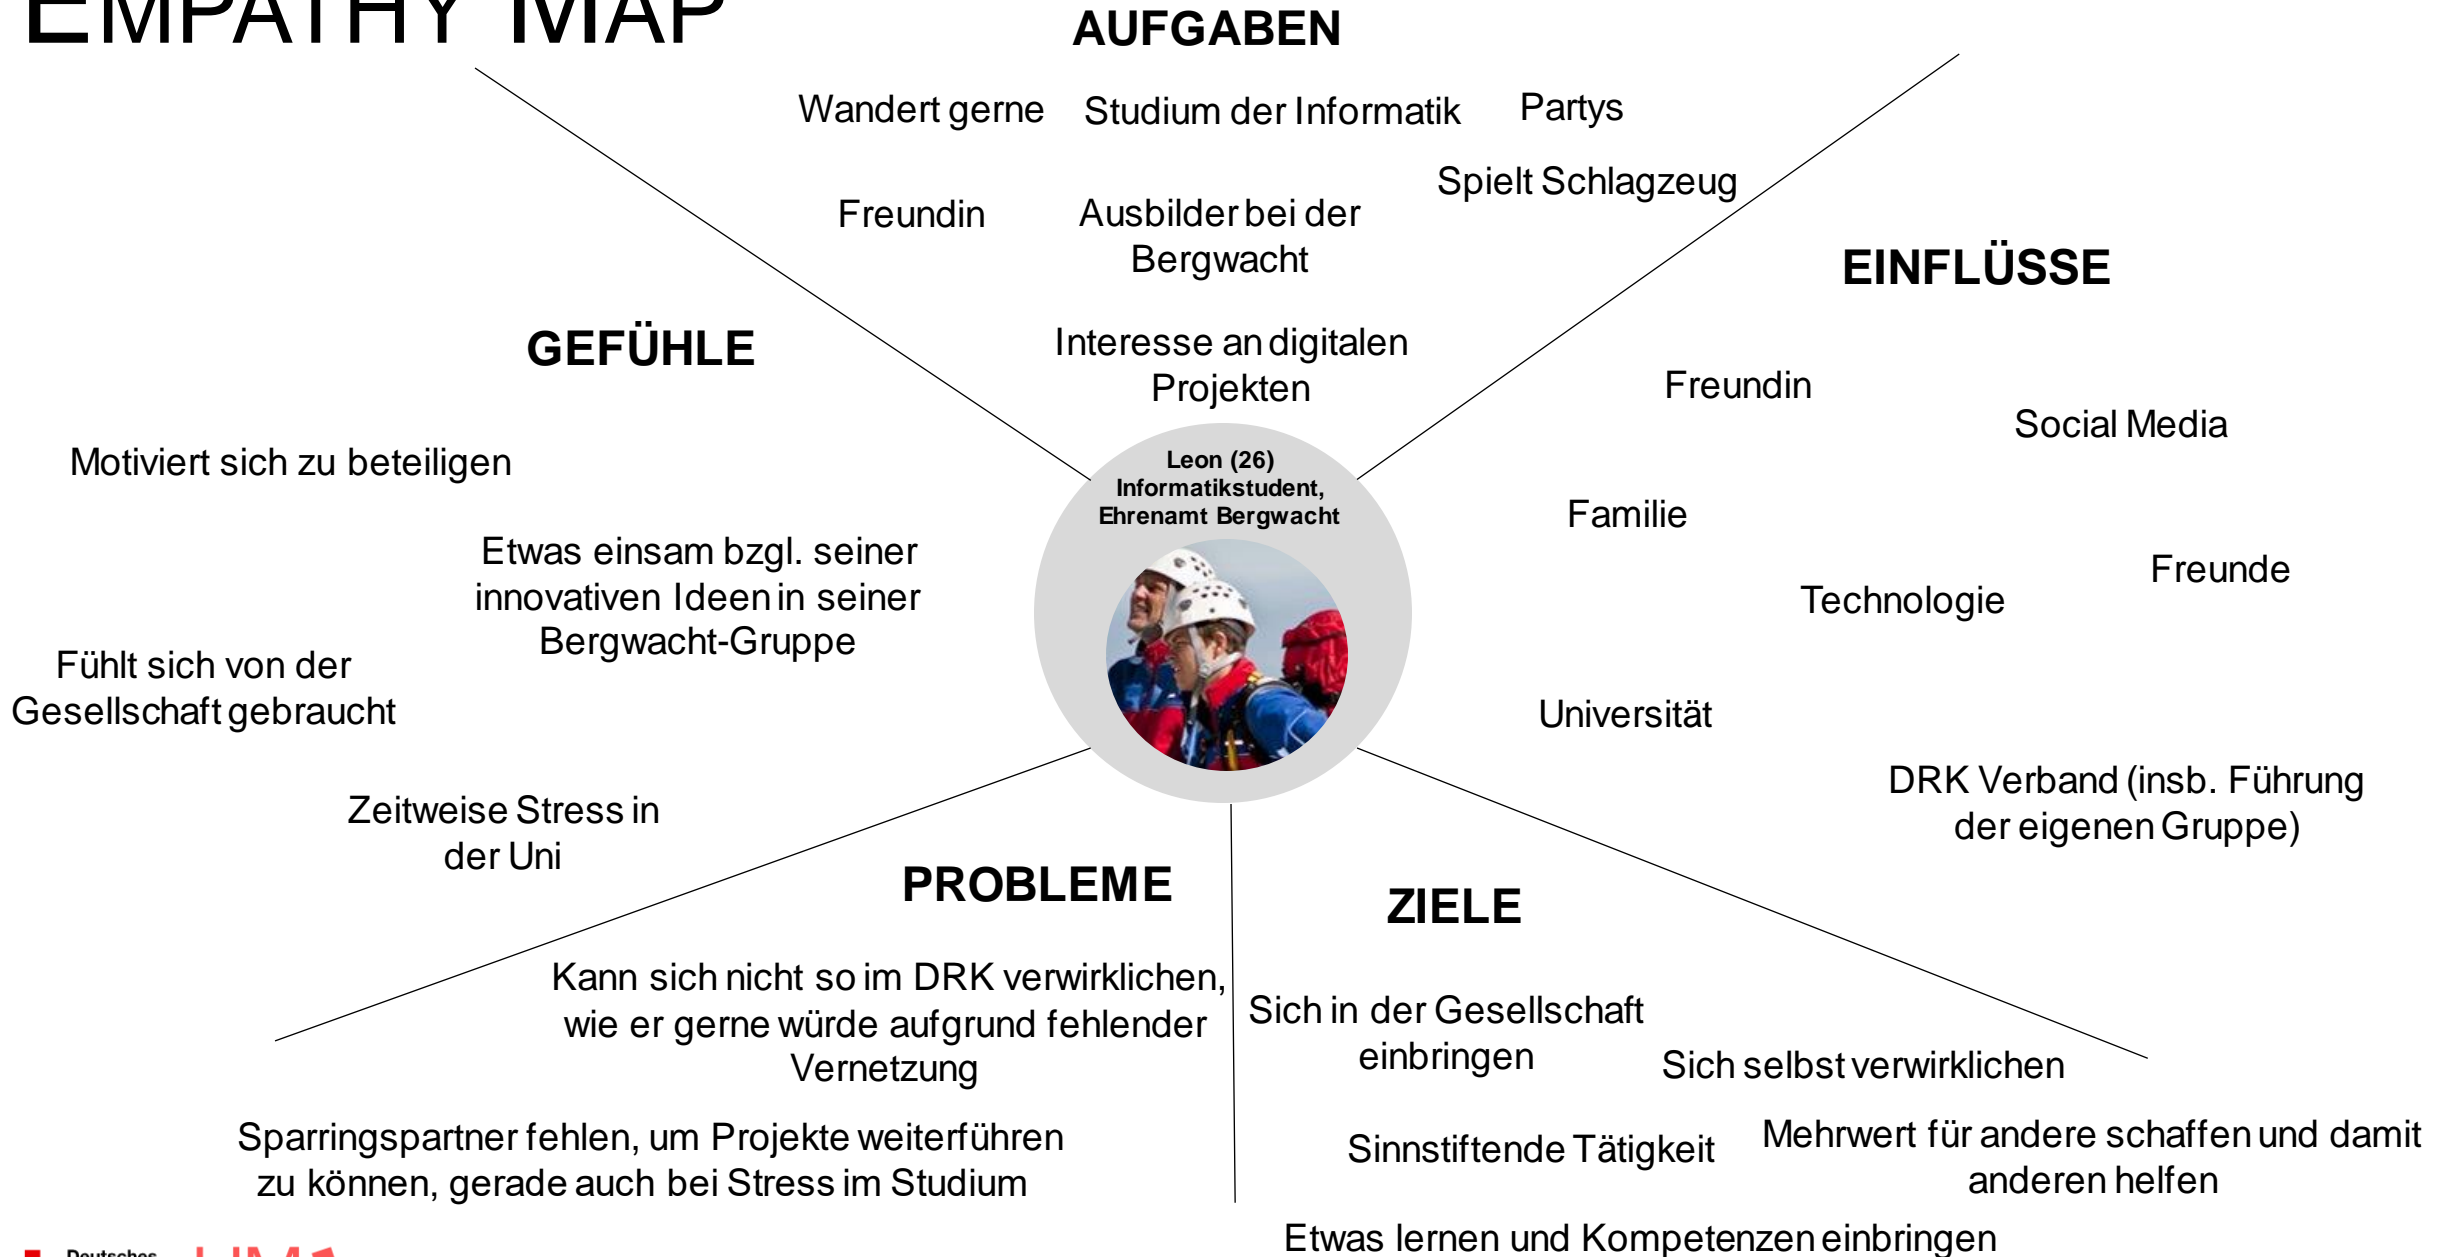 EMPATHY MAP
AUFGABEN
Wandert gerne
Studium der Informatik
Partys
Spielt Schlagzeug
Freundin
Ausbilder bei der
Bergwacht
Interesse an digitalen
Projekten
EINFLÜSSE
Freundin
Social Media
Familie
Freunde
Technologie
Universität
DRK Verband (insb. Führung
der eigenen Gruppe)
GEFÜHLE
Motiviert sich zu beteiligen
Etwas einsam bzgl. seiner
innovativen Ideen in seiner
Bergwacht-Gruppe
Fühlt sich von der
Gesellschaft gebraucht
Zeitweise Stress in
der Uni
Leon (26)
Informatikstudent,
Ehrenamt Bergwacht
PROBLEME
Kann sich nicht so im DRK verwirklichen,
wie er gerne würde aufgrund fehlender
Vernetzung
Sparringspartner fehlen, um Projekte weiterführen
zu können, gerade auch bei Stress im Studium
ZIELE
Sich in der Gesellschaft
einbringen
Sich selbst verwirklichen
Sinnstiftende Tätigkeit
Mehrwert für andere schaffen und damit
anderen helfen
Etwas lernen und Kompetenzen einbringen
Deutsches